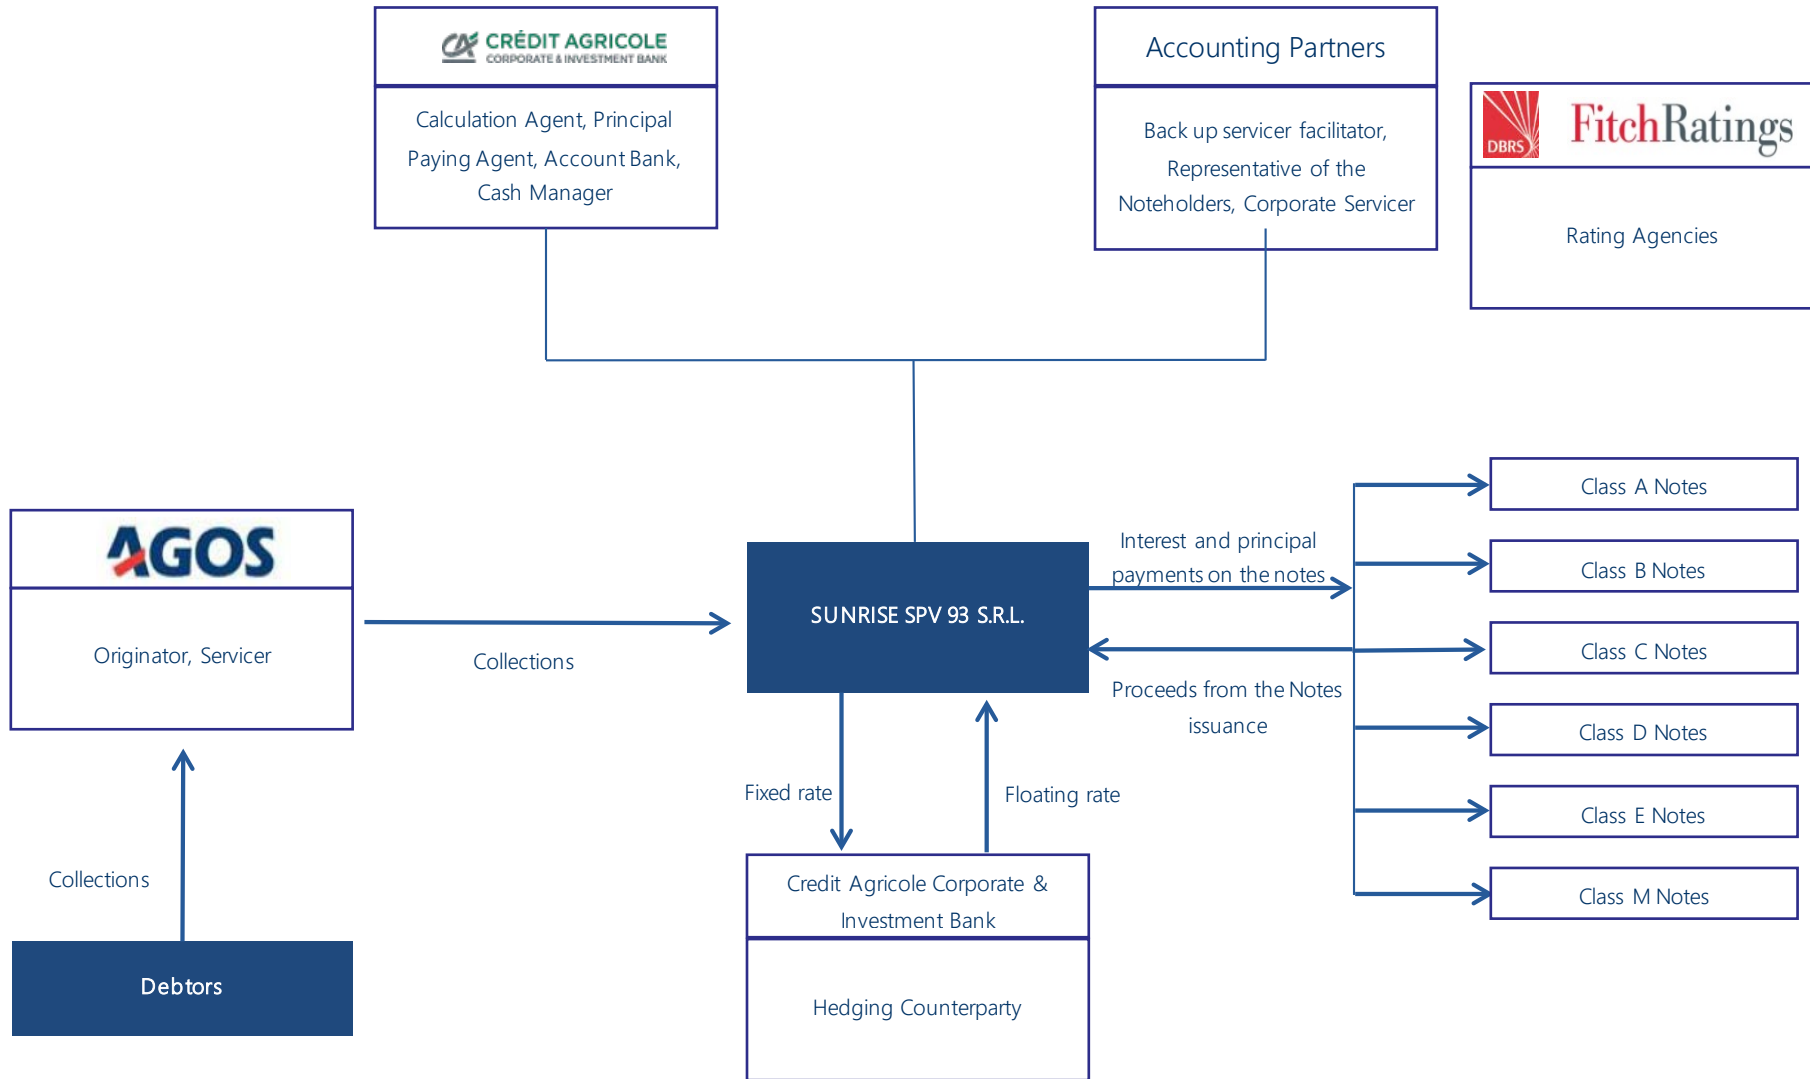 CRÉDIT AGRICOLE
CORPORATE & INVESTMENT BANK
Calculation Agent, Principal
Paying Agent, Account Bank,
Cash Manager
Accounting Partners
Back up servicer facilitator,
Representative of the
Noteholders, Corporate Servicer
DBRS
FitchRatings
Rating Agencies
AGOS
Originator, Servicer
Collections
Collections
Debtors
SUNRISE SPV 93 S.R.L.
Interest and principal
payments on the notes
Proceeds from the Notes
issuance
Fixed rate
Floating rate
Credit Agricole Corporate &
Investment Bank
Hedging Counterparty
Class A Notes
Class B Notes
Class C Notes
Class D Notes
Class E Notes
Class M Notes